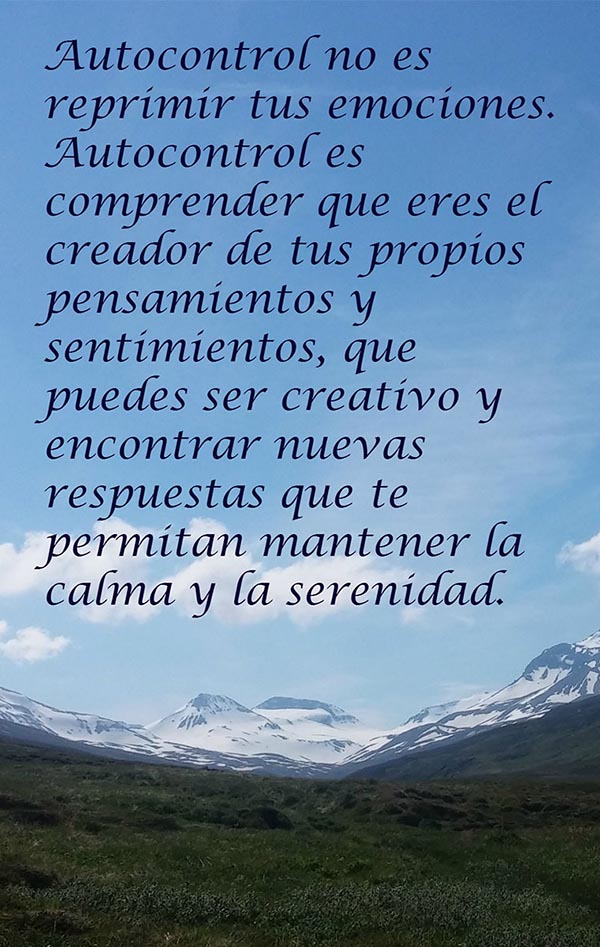 Autocontrol no es
reprimir tus emociones.
Autocontrol es
comprender que eres el
creador de tus propios
pensamientos y
sentimientos, que
puedes ser creativo y
encontrar nuevas
respuestas que te
permitan mantener la
calma y la serenidad.